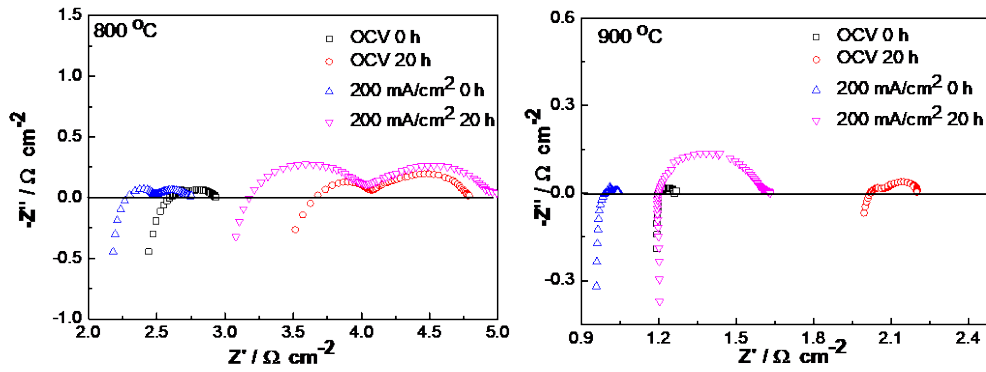 800 °C
OCV 0 h
OCV 20 h
200 mA/cm² 0 h
200 mA/cm² 20 h
-Z'' / Ω cm⁻²
1.5
1.0
0.5
0.0
-0.5
-1.0
2.0 2.5 3.0 3.5 4.0 4.5 5.0
Z' / Ω cm⁻²
900 °C
OCV 0 h
OCV 20 h
200 mA/cm² 0 h
200 mA/cm² 20 h
-Z'' / Ω cm⁻²
0.6
0.3
0.0
-0.3
0.9 1.2 1.5 1.8 2.1 2.4
Z' / Ω cm⁻²